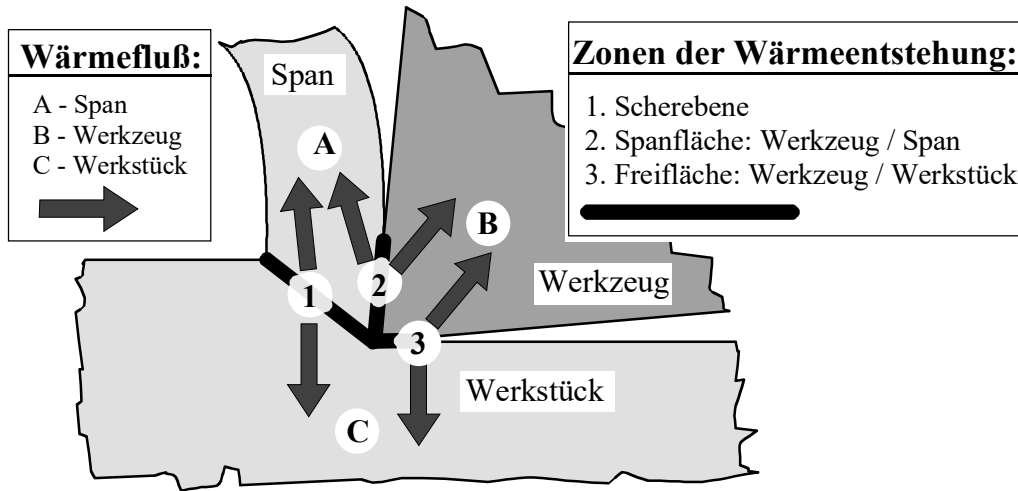 Wärmefluß:
A - Span
B - Werkzeug
C - Werkstück
Zonen der Wärmeentstehung:
1. Scherebene
2. Spanfläche: Werkzeug / Span
3. Freifläche: Werkzeug / Werkstück
Span
A
B
Werkzeug
1
2
3
Werkstück
C